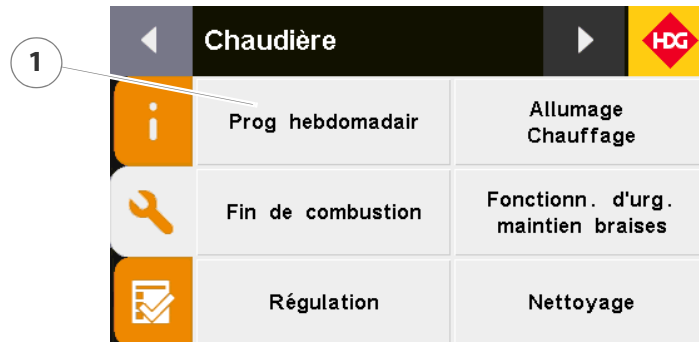 1
Chaudière
HDG
Prog hebdomadair
Allumage
Chauffage
Fin de combustion
Fonctionn. d'urg.
maintien braises
Régulation
Nettoyage